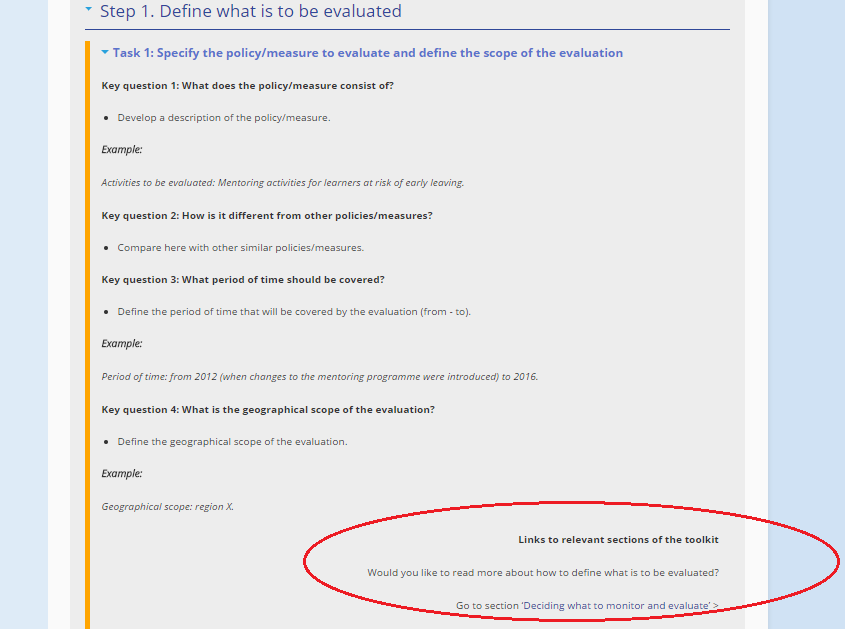 Step 1. Define what is to be evaluated
Task 1: Specify the policy/measure to evaluate and define the scope of the evaluation
Key question 1: What does the policy/measure consist of?
Develop a description of the policy/measure.
Example:
Activities to be evaluated: Mentoring activities for learners at risk of early leaving.
Key question 2: How is it different from other policies/measures?
Compare here with other similar policies/measures.
Key question 3: What period of time should be covered?
Define the period of time that will be covered by the evaluation (from - to).
Example:
Period of time: from 2012 (when changes to the mentoring programme were introduced) to 2016.
Key question 4: What is the geographical scope of the evaluation?
Define the geographical scope of the evaluation.
Example:
Geographical scope: region X.
Links to relevant sections of the toolkit
Would you like to read more about how to define what is to be evaluated?
Go to section ‘Deciding what to monitor and evaluate’ >